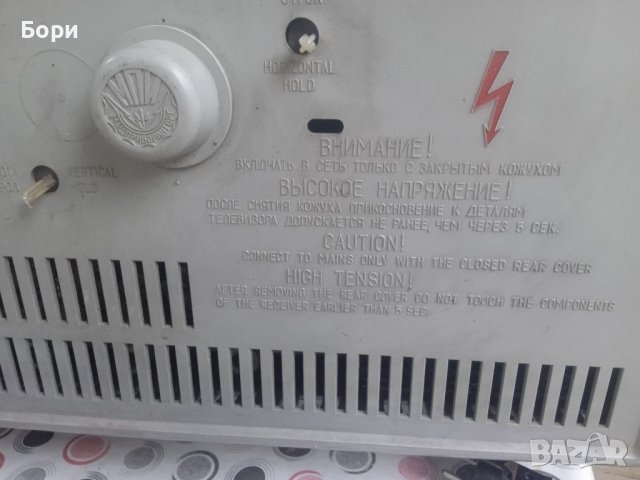 Бори
СТРОК
HORIZONTAL
HOLD
ВНИМАНИЕ!
ВКЛЮЧАТЬ В СЕТЬ ТОЛЬКО С ЗАКРЫТЫМ КОЖУХОМ
VERTICAL
HOLD
ВЫСОКОЕ НАПРЯЖЕНИЕ!
ПОСЛЕ СНЯТИЯ КОЖУХА ПРИКОСНОВЕНИЕ К ДЕТАЛЯМ
ТЕЛЕВИЗОРА ДОПУСКАЕТСЯ НЕ РАНЕЕ, ЧЕМ ЧЕРЕЗ 5 СЕК.
CAUTION!
CONNECT TO MAINS ONLY WITH THE CLOSED REAR COVER
HIGH TENSION!
AFTER REMOVING THE REAR COVER DO NOT TOUCH THE COMPONENTS
OF THE RECEIVER EARLIER THAN 5 SEC.
BAZAR